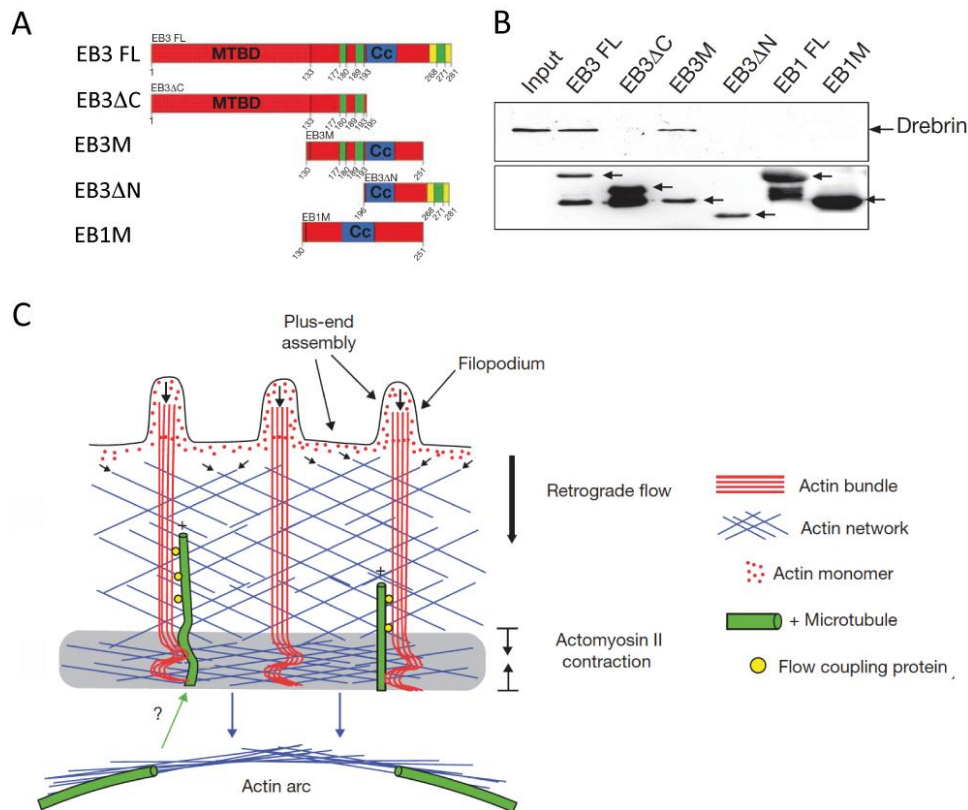 A
EB3 FL
EB3 FL
MTBD
Cc
1
133
177
180
189
193
268
271
281
EB3ΔC
EB3ΔC
MTBD
1
133
177
180
189
193
195
EB3M
EB3M
Cc
130
177
180
189
193
251
EB3ΔN
EB3ΔN
Cc
196
268
271
281
EB1M
EB1M
Cc
130
251
B
Input
EB3 FL
EB3ΔC
EB3M
EB3ΔN
EB1 FL
EB1M
Drebrin
C
Plus-end
assembly
Filopodium
Retrograde flow
+
+
Actomyosin II
contraction
?
Actin arc
Actin bundle
Actin network
Actin monomer
+ Microtubule
Flow coupling protein